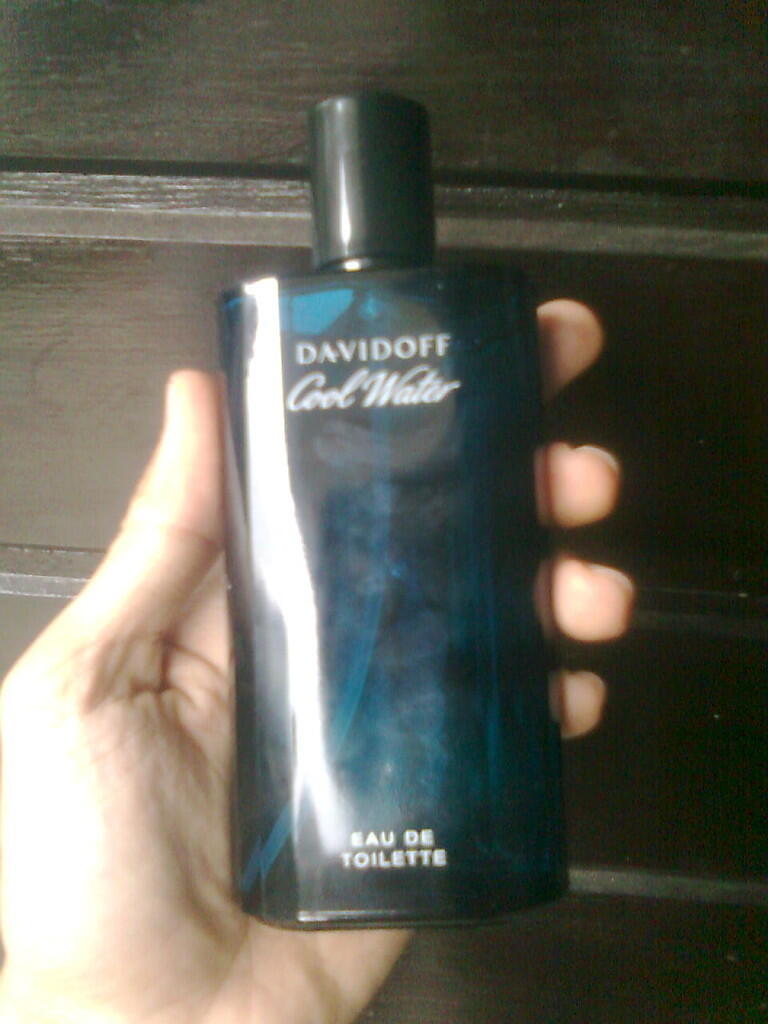 DAVIDOFF
Cool Water
EAU DE
TOILETTE